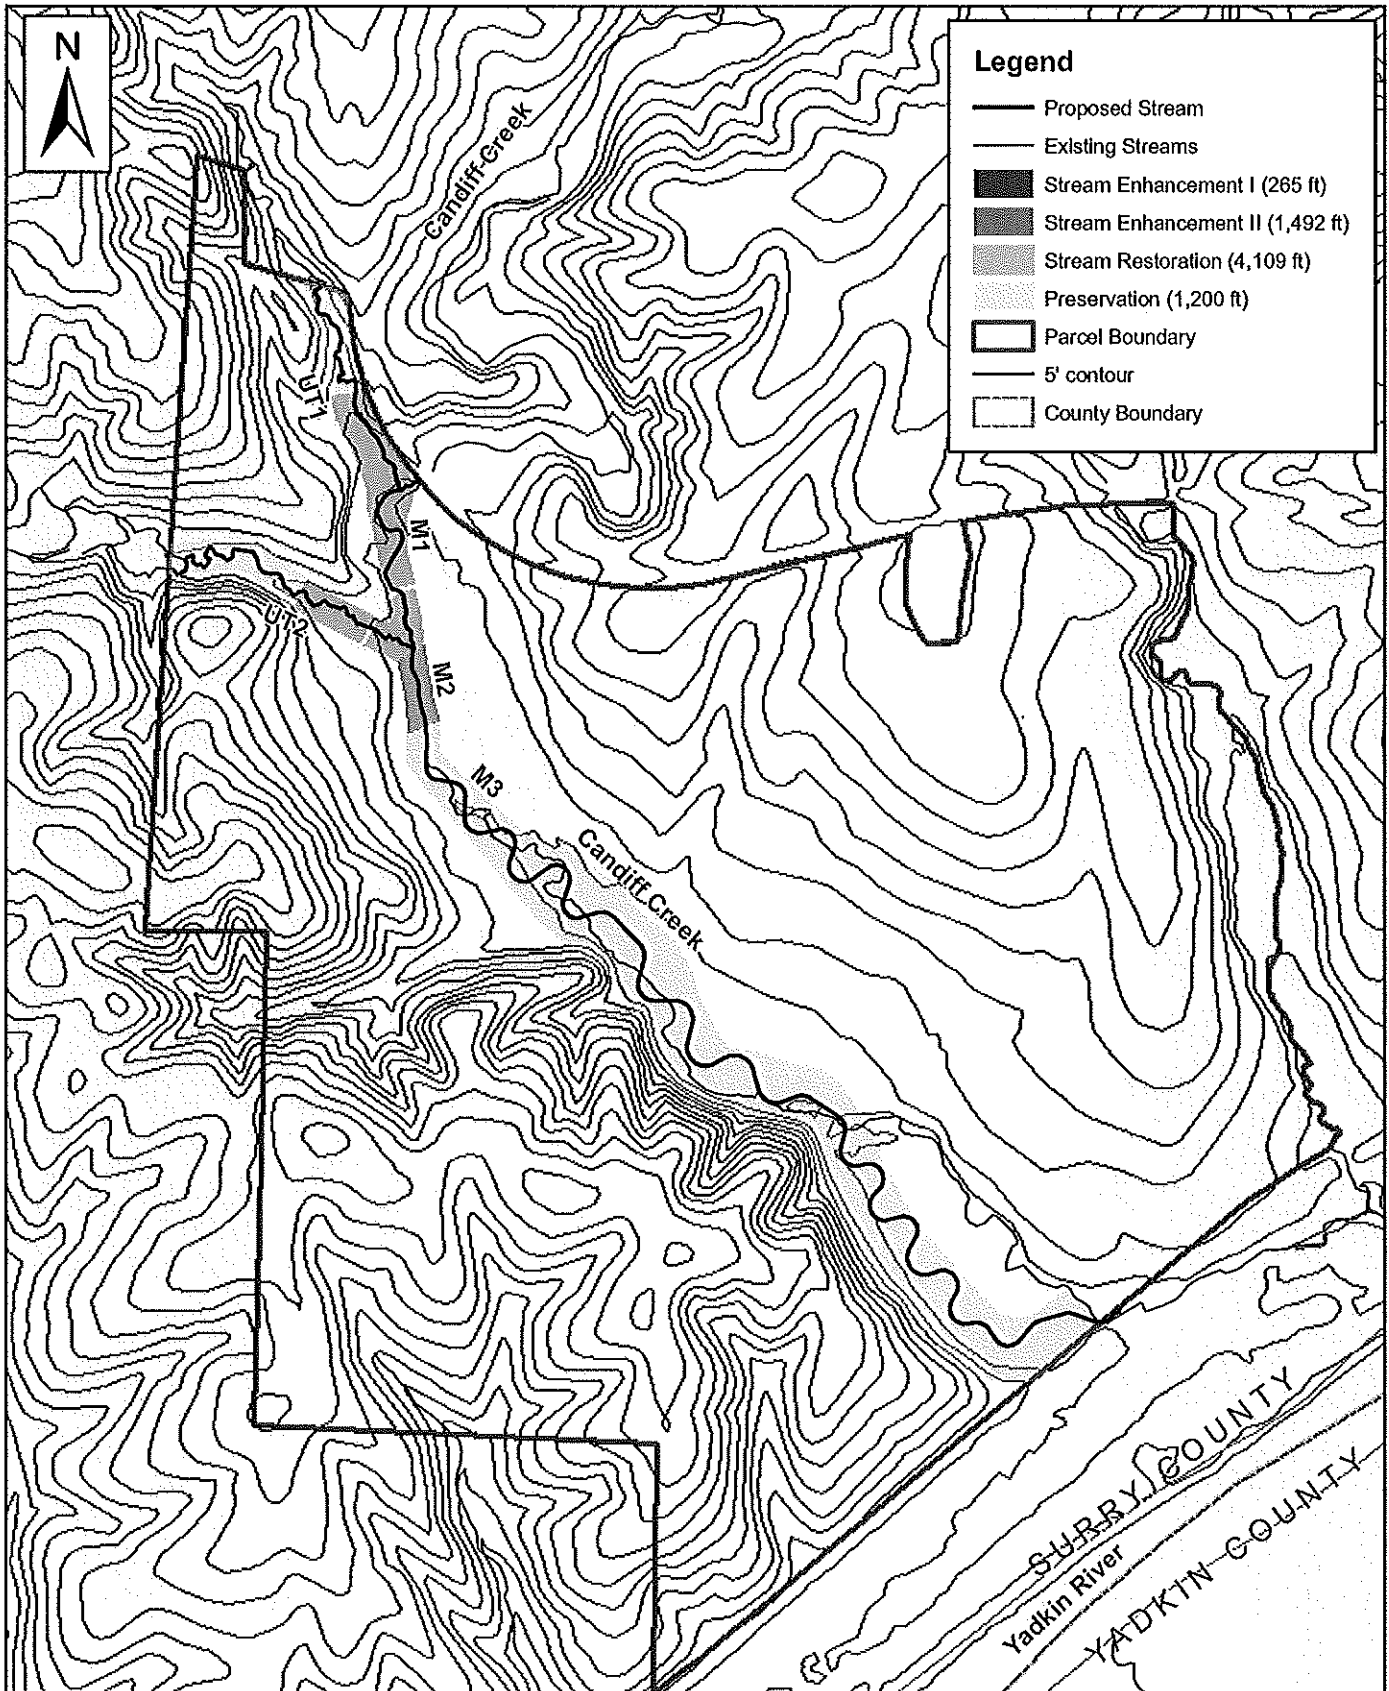 N
Legend
Proposed Stream
Existing Streams
Stream Enhancement I (265 ft)
Stream Enhancement II (1,492 ft)
Stream Restoration (4,109 ft)
Preservation (1,200 ft)
Parcel Boundary
5' contour
County Boundary
Candiff Creek
UT1
M1
UT2
M2
M3
Candiff Creek
SURRY COUNTY
Yadkin River
YADKIN COUNTY